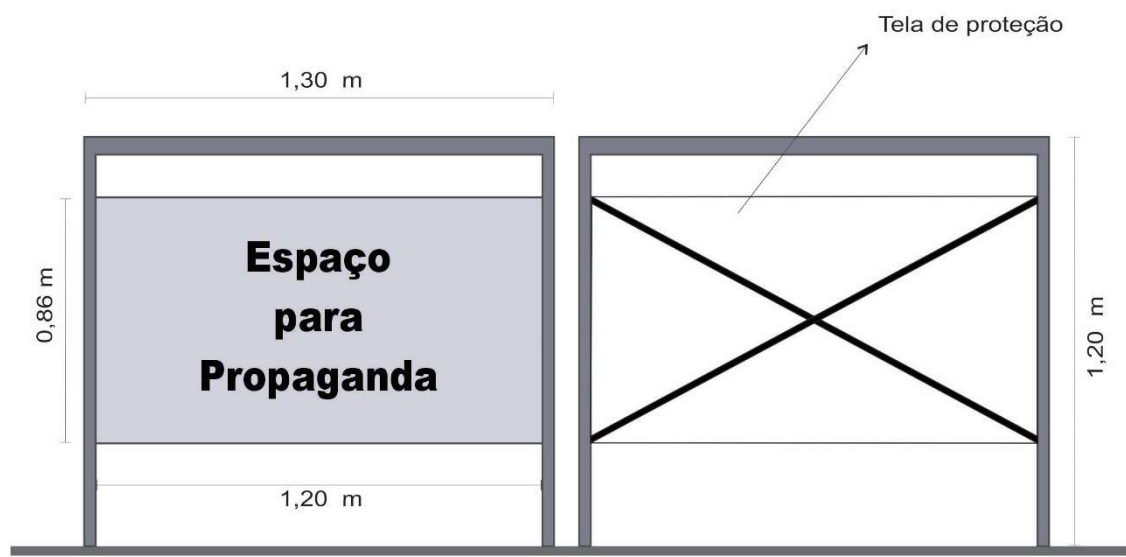 Tela de proteção
1,30 m
Espaço
para
Propaganda
0,86 m
1,20 m
1,20 m